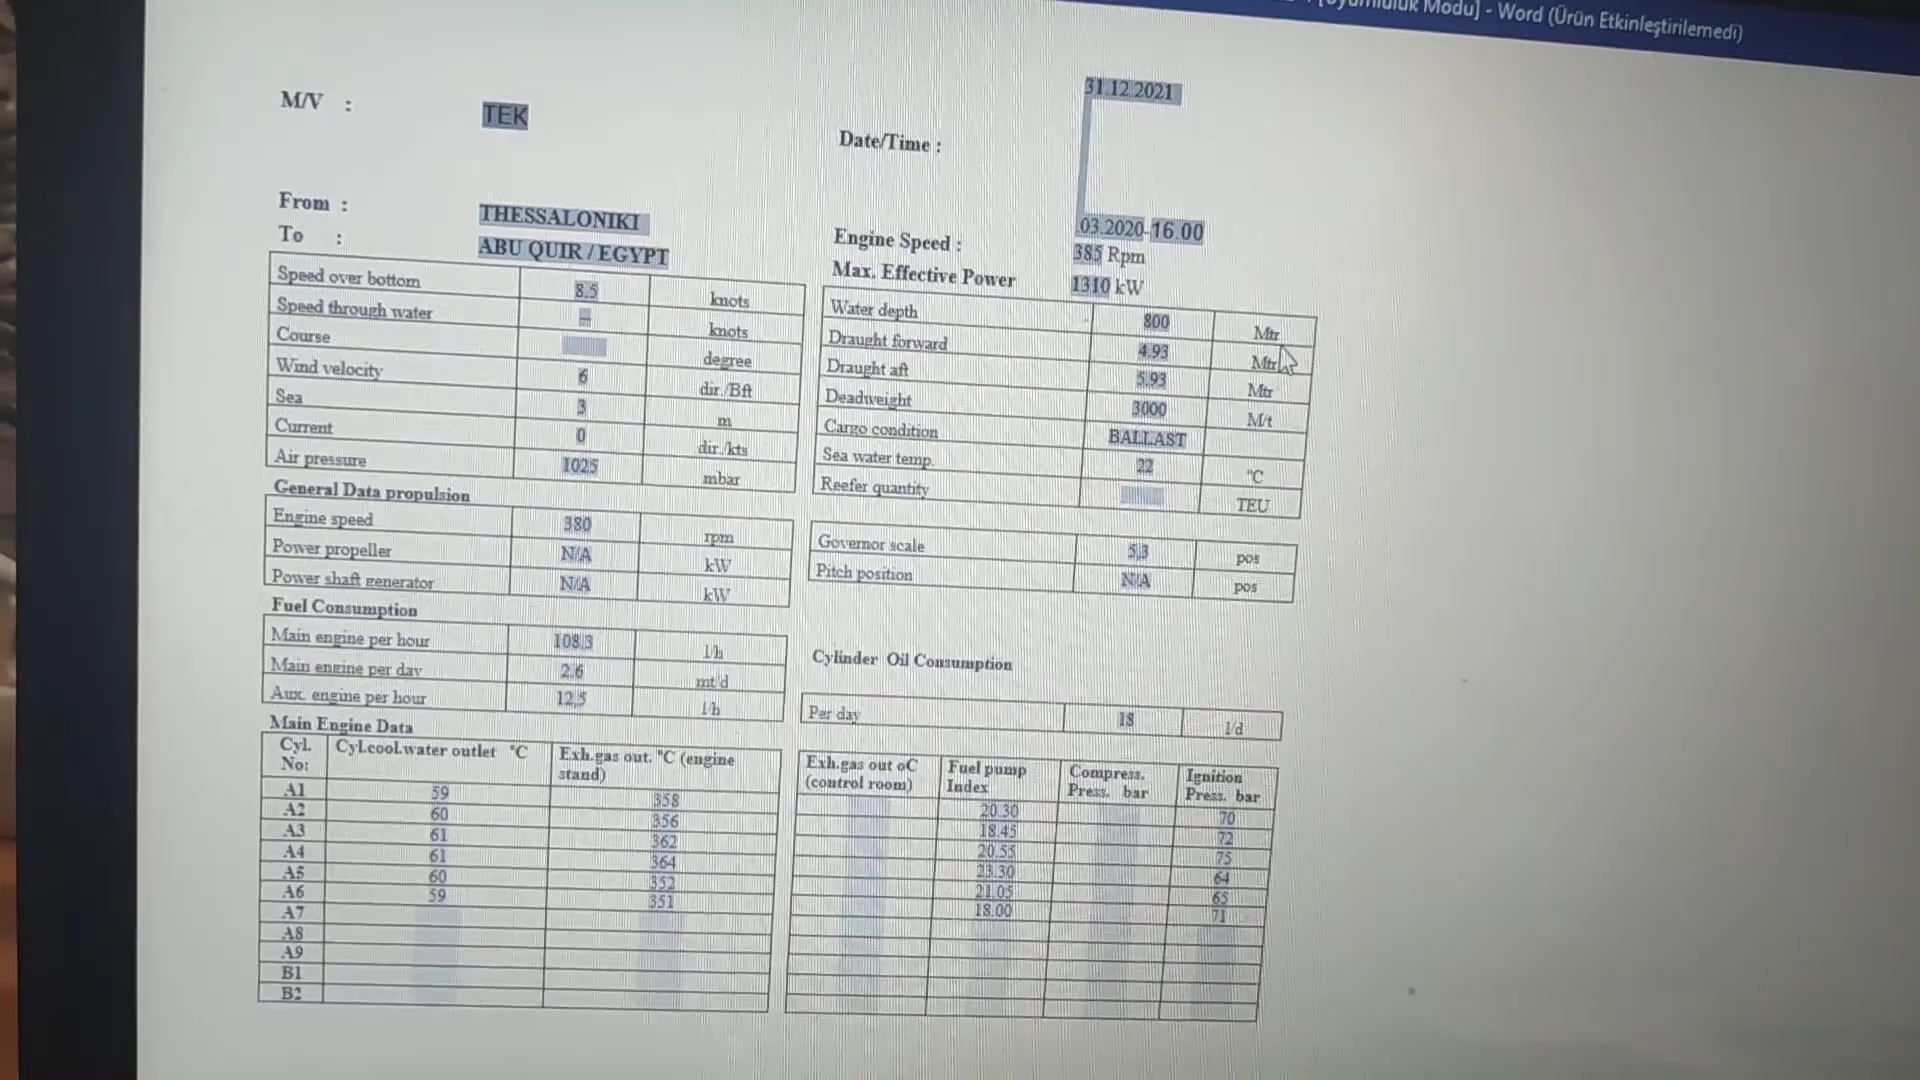 [Uyumluluk Modu] - Word (Ürün Etkinleştirilemedi)
M/V : TEK
31.12.2021
Date/Time :
.03.2020-16.00
From : THESSALONIKI
To : ABU QUIR / EGYPT
Engine Speed : 385 Rpm
Max. Effective Power 1310 kW
Speed over bottom 8.5 knots
Speed through water – knots
Course degree
Wind velocity 6 dir./Bft
Sea 3 m
Current 0 dir./kts
Air pressure 1025 mbar
Water depth 800 Mtr
Draught forward 4.93 Mtr
Draught aft 5.93 Mtr
Deadweight 3000 M/t
Cargo condition BALLAST
Sea water temp. 22 °C
Reefer quantity TEU
General Data propulsion
Engine speed 380 rpm
Power propeller N/A kW
Power shaft generator N/A kW
Governor scale 5,3 pos
Pitch position N/A pos
Fuel Consumption
Main engine per hour 108.3 l/h
Main engine per day 2.6 mt/d
Aux. engine per hour 12,5 l/h
Cylinder Oil Consumption
Per day 18 l/d
Main Engine Data
Cyl. No: Cyl.cool.water outlet °C Exh.gas out. °C (engine stand) Exh.gas out oC (control room) Fuel pump Index Compress. Press. bar Ignition Press. bar
A1 59 358 20.30 70
A2 60 356 18.45 72
A3 61 362 20.55 75
A4 61 364 23.30 64
A5 60 352 21.05 65
A6 59 351 18.00 71
A7
A8
A9
B1
B2